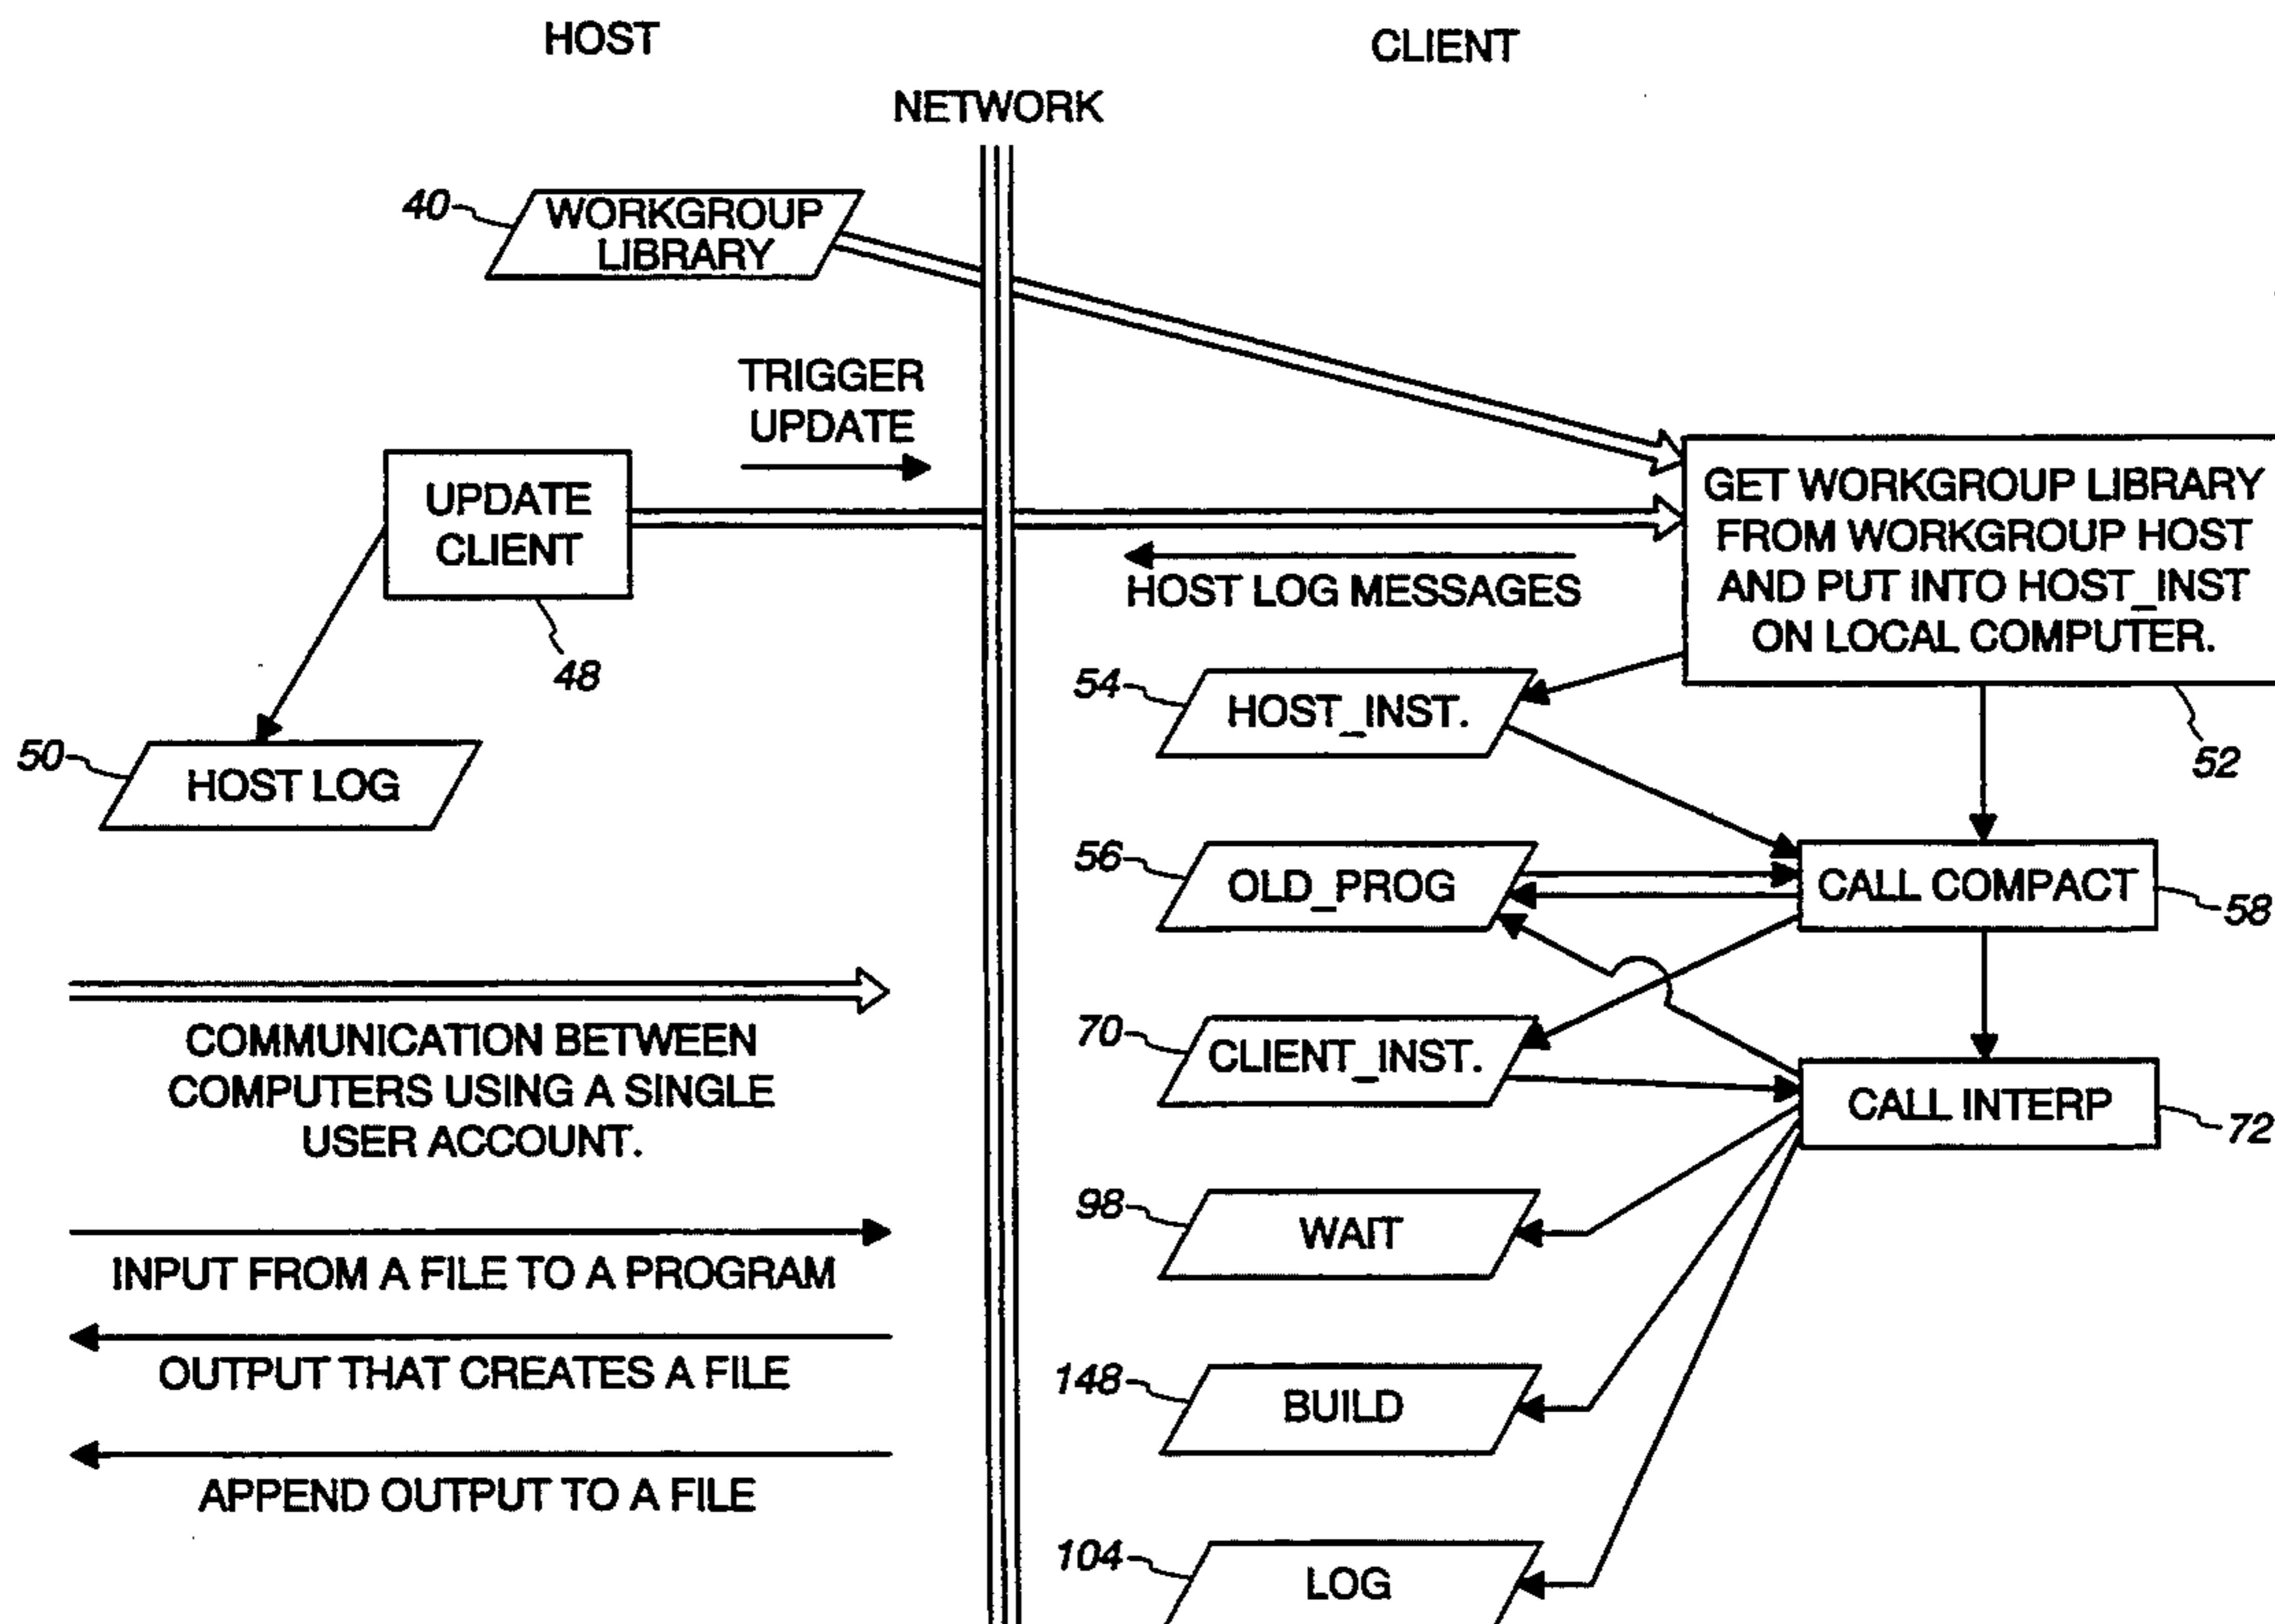 HOST
CLIENT
NETWORK
40
WORKGROUP
LIBRARY
TRIGGER
UPDATE
UPDATE
CLIENT
48
GET WORKGROUP LIBRARY
FROM WORKGROUP HOST
AND PUT INTO HOST_INST
ON LOCAL COMPUTER.
52
HOST LOG MESSAGES
54
HOST_INST.
50
HOST LOG
56
OLD_PROG
CALL COMPACT
58
COMMUNICATION BETWEEN
COMPUTERS USING A SINGLE
USER ACCOUNT.
70
CLIENT_INST.
CALL INTERP
72
INPUT FROM A FILE TO A PROGRAM
98
WAIT
OUTPUT THAT CREATES A FILE
148
BUILD
APPEND OUTPUT TO A FILE
104
LOG